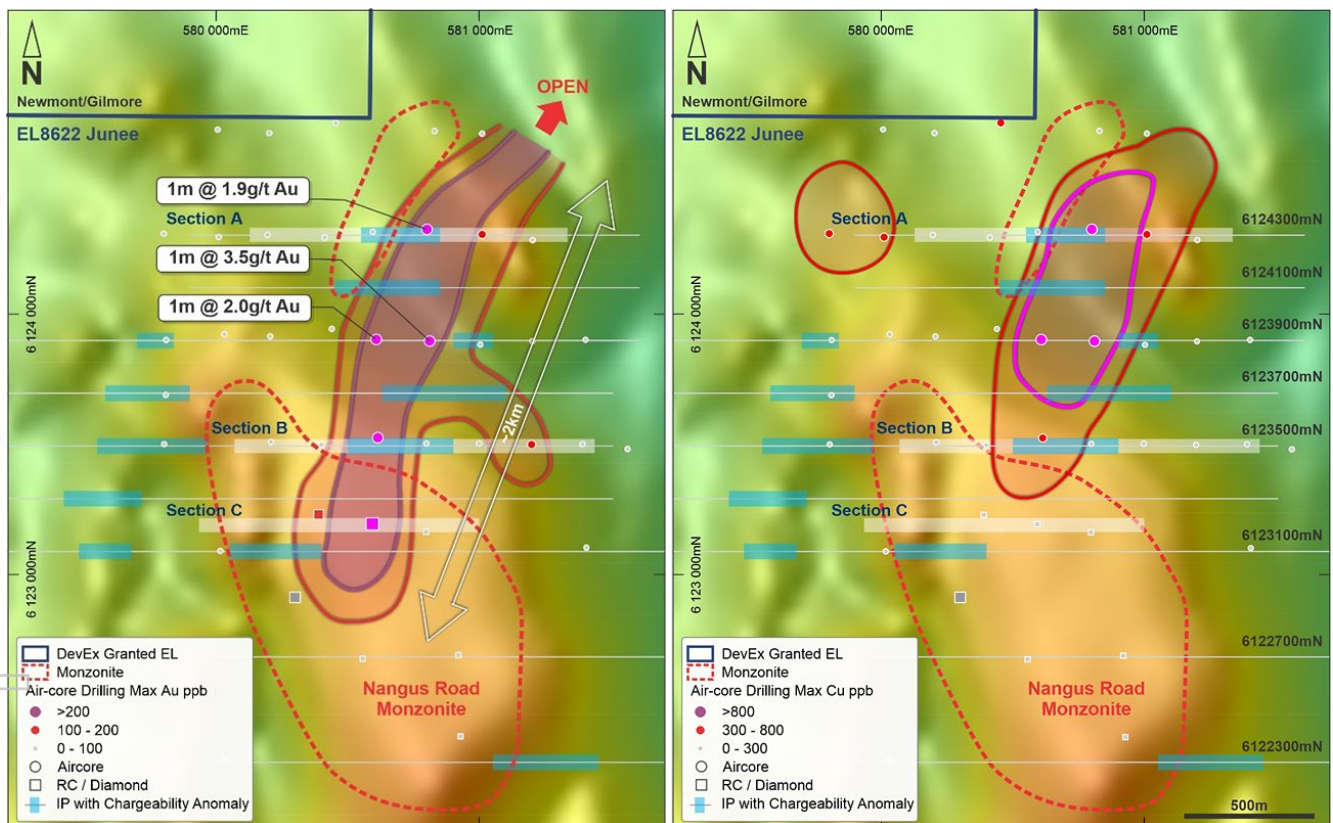 580 000mE
581 000mE
N
Newmont/Gilmore
EL8622 Junee
OPEN
1m @ 1.9g/t Au
Section A
1m @ 3.5g/t Au
1m @ 2.0g/t Au
6 124 000mN
Section B
~2km
Section C
6 123 000mN
Nangus Road
Monzonite
DevEx Granted EL
Monzonite
Air-core Drilling Max Au ppb
>200
100 - 200
0 - 100
Aircore
RC / Diamond
IP with Chargeability Anomaly
580 000mE
581 000mE
N
Newmont/Gilmore
EL8622 Junee
Section A
6124300mN
6124100mN
6 124 000mN
6123900mN
6123700mN
Section B
6123500mN
Section C
6123100mN
6 123 000mN
6122700mN
Nangus Road
Monzonite
6122300mN
DevEx Granted EL
Monzonite
Air-core Drilling Max Cu ppb
>800
300 - 800
0 - 300
Aircore
RC / Diamond
IP with Chargeability Anomaly
500m